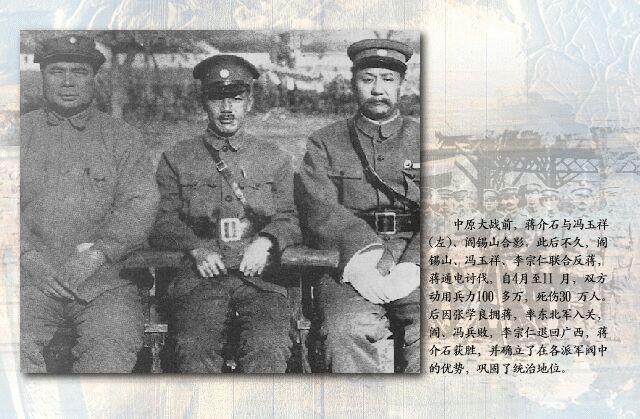 中原大战前，蒋介石与冯玉祥
(左)、阎锡山合影。此后不久，阎
锡山、冯玉祥、李宗仁联合反蒋，
蒋通电讨伐，自4月至11 月，双方
动用兵力100 多万，死伤30 万人。
后因张学良拥蒋，率东北军入关，
阎、冯兵败，李宗仁退回广西，蒋
介石获胜，并确立了在各派军阀中
的优势，巩固了统治地位。